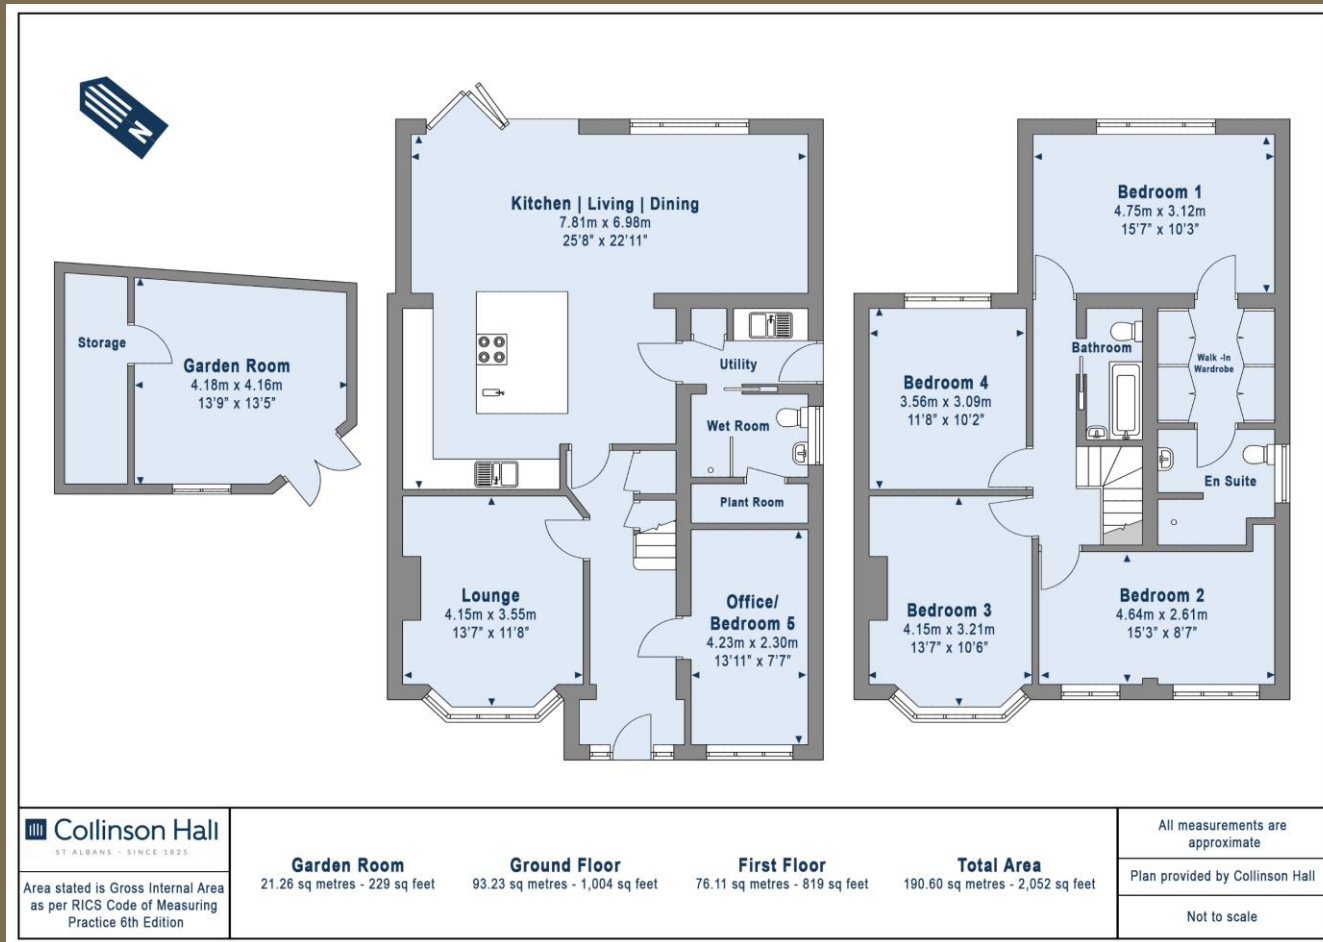 N
Kitchen | Living | Dining
7.81m x 6.98m
25'8" x 22'11"
Bedroom 1
4.75m x 3.12m
15'7" x 10'3"
Storage
Garden Room
4.18m x 4.16m
13'9" x 13'5"
Utility
Bathroom
Walk -In
Wardrobe
Bedroom 4
3.56m x 3.09m
11'8" x 10'2"
Wet Room
En Suite
Plant Room
Lounge
4.15m x 3.55m
13'7" x 11'8"
Office/
Bedroom 5
4.23m x 2.30m
13'11" x 7'7"
Bedroom 3
4.15m x 3.21m
13'7" x 10'6"
Bedroom 2
4.64m x 2.61m
15'3" x 8'7"
Collinson Hall
ST ALBANS - SINCE 1825
Area stated is Gross Internal Area
as per RICS Code of Measuring
Practice 6th Edition
Garden Room
21.26 sq metres - 229 sq feet
Ground Floor
93.23 sq metres - 1,004 sq feet
First Floor
76.11 sq metres - 819 sq feet
Total Area
190.60 sq metres - 2,052 sq feet
All measurements are
approximate
Plan provided by Collinson Hall
Not to scale